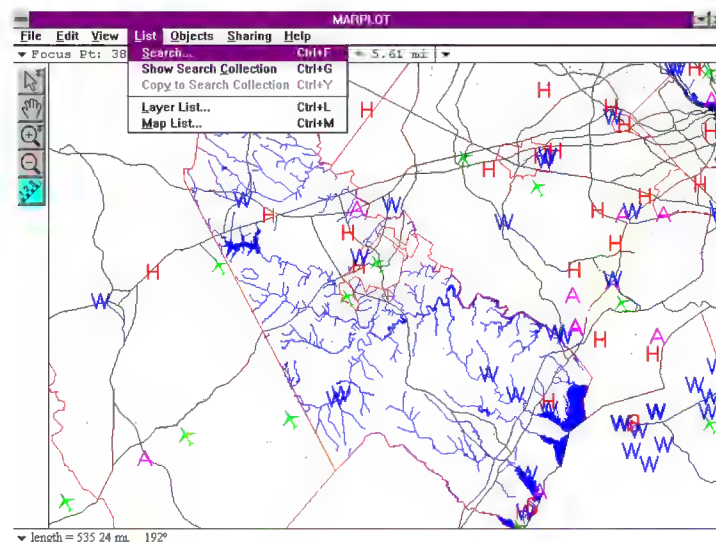 MARPLOT
File Edit View List Objects Sharing Help
Focus Pt: 38 5.61 mi
Search... Ctrl+F
Show Search Collection Ctrl+G
Copy to Search Collection Ctrl+Y
Layer List... Ctrl+L
Map List... Ctrl+M
H H H
W H H
A
H W H H
H
W H W W A H A W A
H W H
W H H
H W
W A
W W A H A
H
W W W
W W H W W W
W W
A W W
W A
W
length = 535 24 mi. 192°